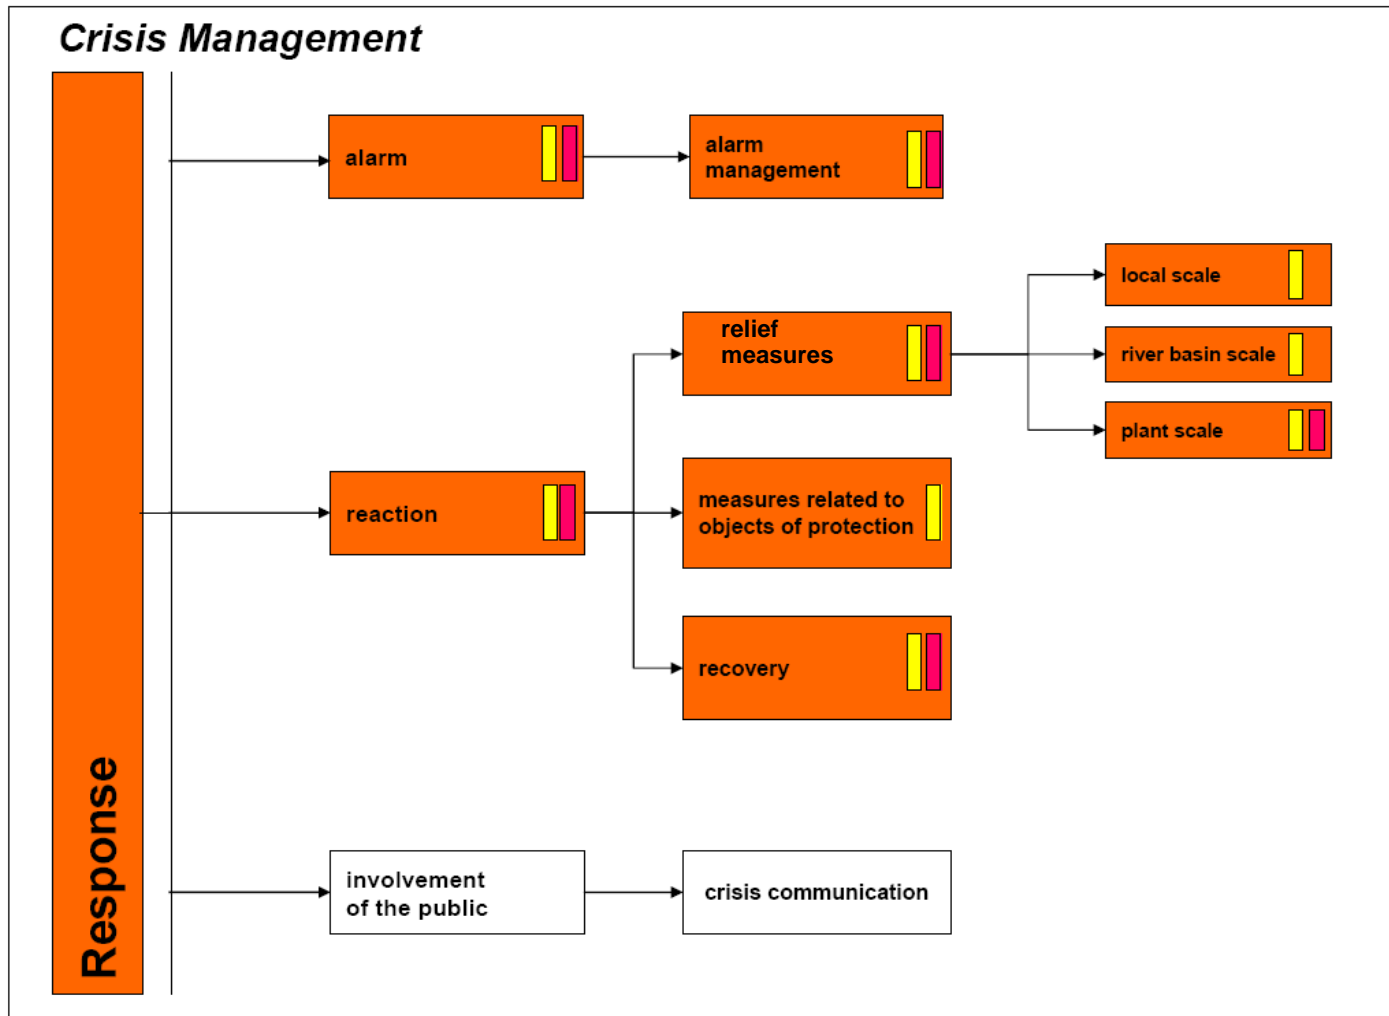 Crisis Management
Response
alarm
alarm
management
local scale
relief
measures
river basin scale
plant scale
reaction
measures related to
objects of protection
recovery
involvement
of the public
crisis communication